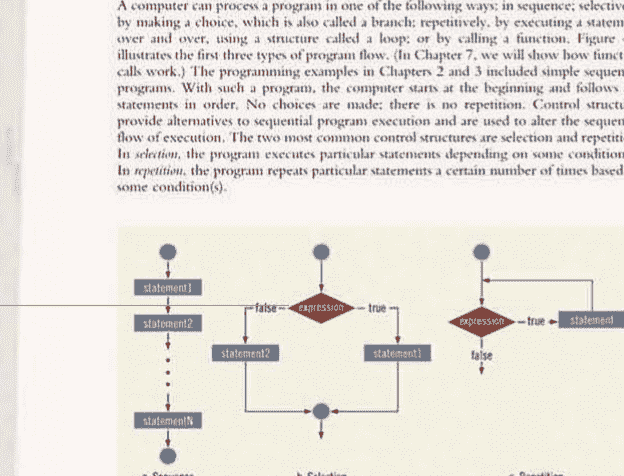 A computer can process a program in one of the following ways: in sequence; selective
by making a choice, which is also called a branch; repetitively, by executing a statem
over and over, using a structure called a loop; or by calling a function. Figure
illustrates the first three types of program flow. (In Chapter 7, we will show how funct
calls work.) The programming examples in Chapters 2 and 3 included simple sequen
programs. With such a program, the computer starts at the beginning and follows
statements in order. No choices are made; there is no repetition. Control structu
provide alternatives to sequential program execution and are used to alter the sequen
flow of execution. The two most common control structures are selection and repetiti
In selection, the program executes particular statements depending on some condition
In repetition, the program repeats particular statements a certain number of times based
some condition(s).
statement1
statement2
statementN
a. Sequence
expression
false
true
statement2
statement1
b. Selection
expression
true
statement
false
c. Repetition